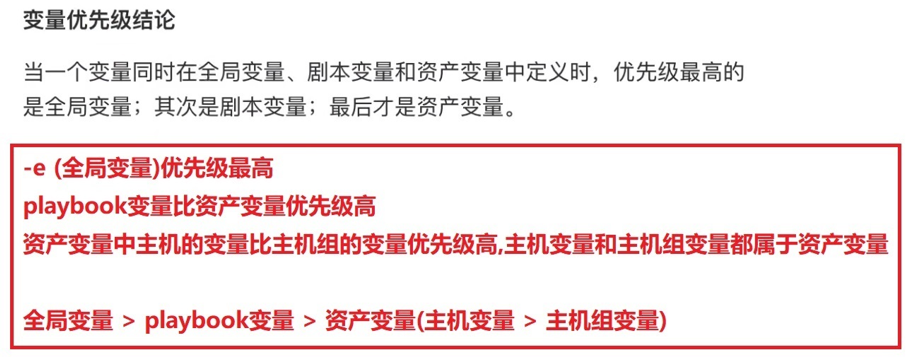 变量优先级结论
当一个变量同时在全局变量、剧本变量和资产变量中定义时，优先级最高的
是全局变量；其次是剧本变量；最后才是资产变量。
-e (全局变量)优先级最高
playbook变量比资产变量优先级高
资产变量中主机的变量比主机组的变量优先级高,主机变量和主机组变量都属于资产变量
全局变量 > playbook变量 > 资产变量(主机变量 > 主机组变量)